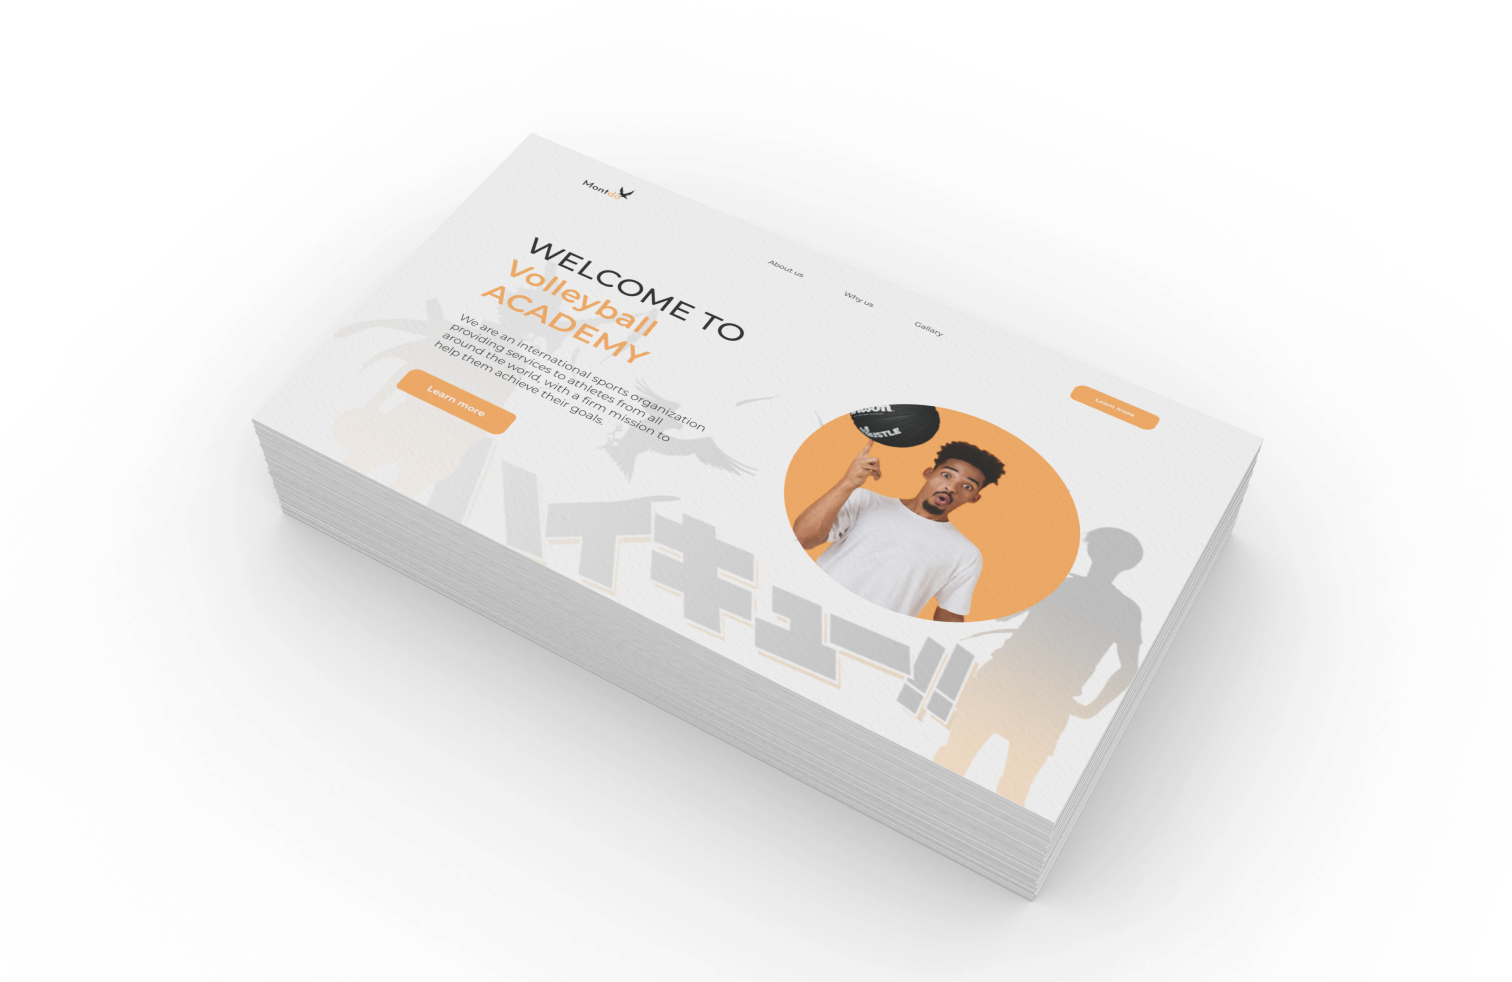 Montdo
About us
Why us
Gallary
Learn more
WELCOME TO
Volleyball
ACADEMY
We are an international sports organization
providing services to athletes from all
around the world, with a firm mission to
help them achieve their goals.
Learn more
ハイキュー!!